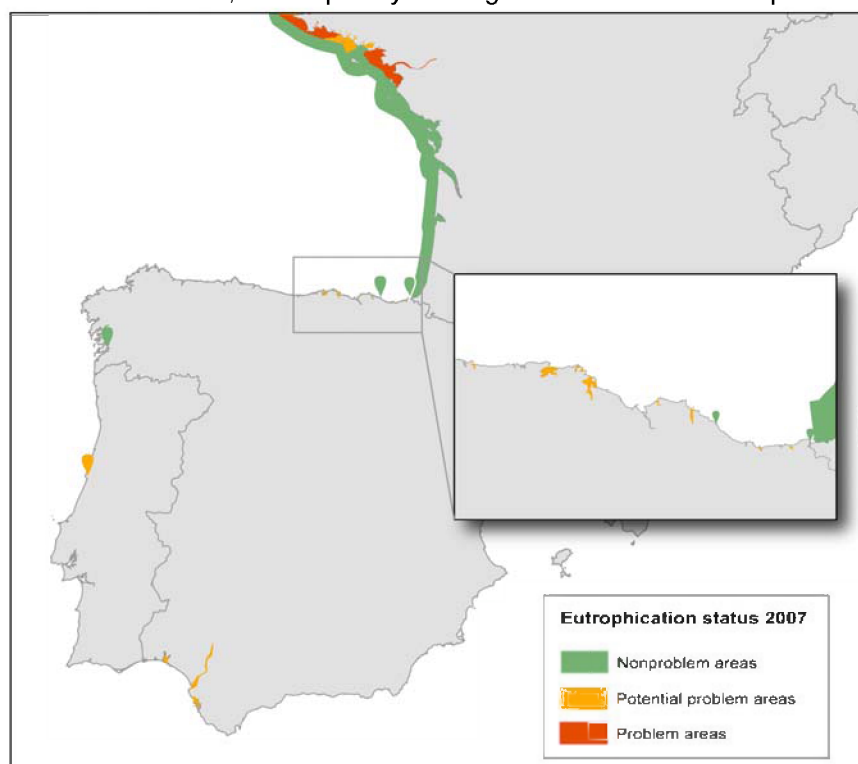 Eutrophication status 2007
Nonproblem areas
Potential problem areas
Problem areas